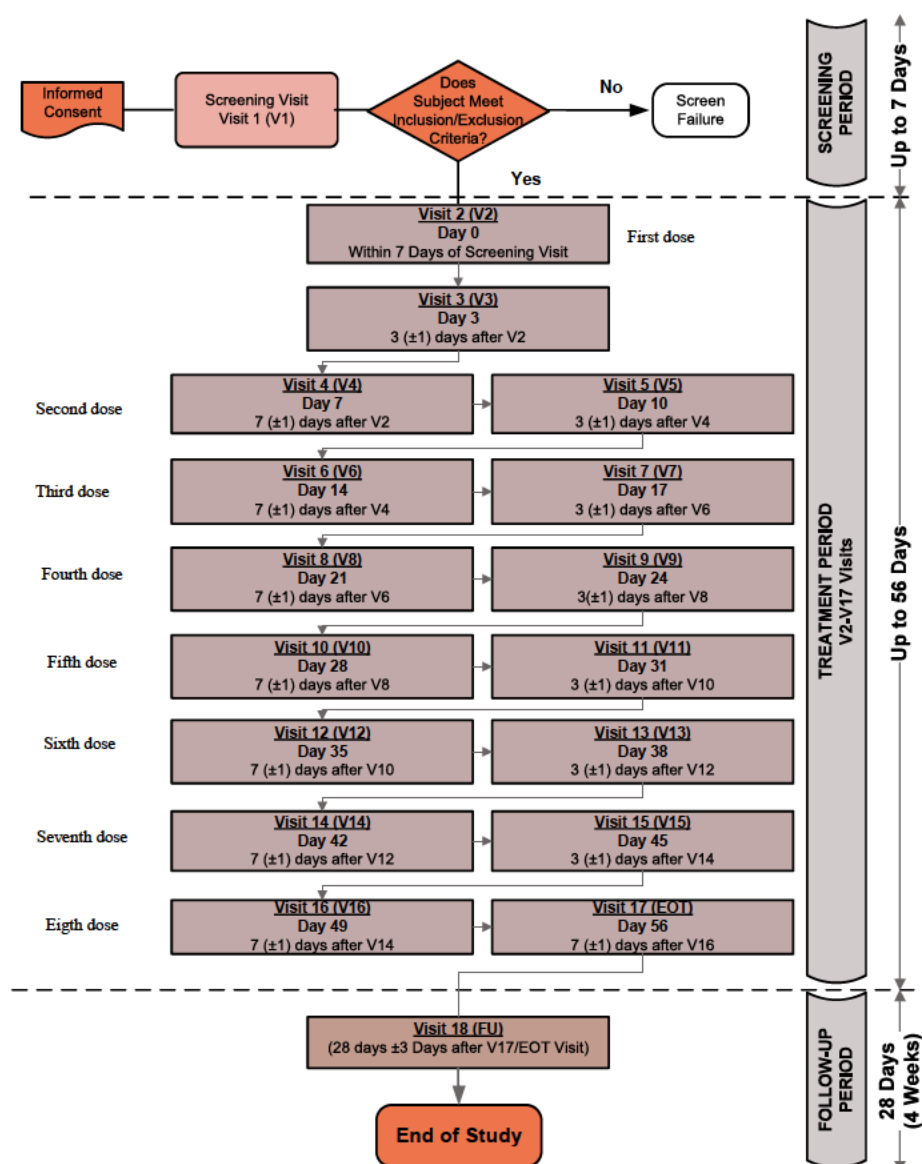 Informed
Consent
Screening Visit
Visit 1 (V1)
Does
Subject Meet
Inclusion/Exclusion
Criteria?
No
Screen
Failure
Yes
SCREENING
PERIOD
Up to 7 Days
Visit 2 (V2)
Day 0
Within 7 Days of Screening Visit
First dose
Visit 3 (V3)
Day 3
3 (±1) days after V2
Second dose
Visit 4 (V4)
Day 7
7 (±1) days after V2
Visit 5 (V5)
Day 10
3 (±1) days after V4
Third dose
Visit 6 (V6)
Day 14
7 (±1) days after V4
Visit 7 (V7)
Day 17
3 (±1) days after V6
Fourth dose
Visit 8 (V8)
Day 21
7 (±1) days after V6
Visit 9 (V9)
Day 24
3(±1) days after V8
Fifth dose
Visit 10 (V10)
Day 28
7 (±1) days after V8
Visit 11 (V11)
Day 31
3 (±1) days after V10
Sixth dose
Visit 12 (V12)
Day 35
7 (±1) days after V10
Visit 13 (V13)
Day 38
3 (±1) days after V12
Seventh dose
Visit 14 (V14)
Day 42
7 (±1) days after V12
Visit 15 (V15)
Day 45
3 (±1) days after V14
Eigth dose
Visit 16 (V16)
Day 49
7 (±1) days after V14
Visit 17 (EOT)
Day 56
7 (±1) days after V16
TREATMENT PERIOD
V2-V17 Visits
Up to 56 Days
Visit 18 (FU)
(28 days ±3 Days after V17/EOT Visit)
End of Study
FOLLOW-UP
PERIOD
28 Days
(4 Weeks)